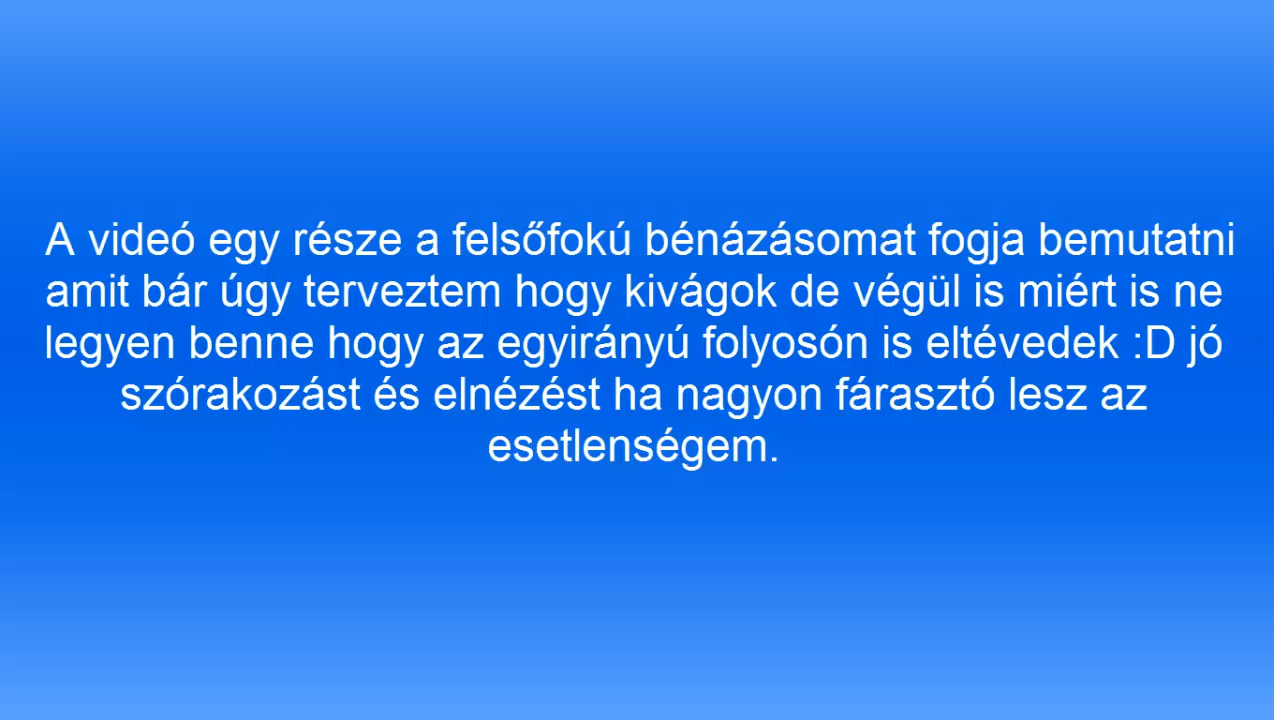 A videó egy része a felsőfokú bénázásomat fogja bemutatni
amit bár úgy terveztem hogy kivágok de végül is miért is ne
legyen benne hogy az egyirányú folyosón is eltévedek :D jó
szórakozást és elnézést ha nagyon fárasztó lesz az
esetlenségem.